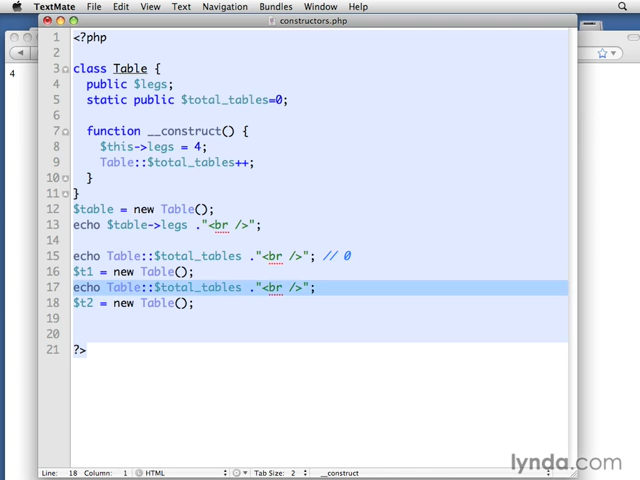 TextMate File Edit View Text Navigation Bundles Window Help
constructors.php
4
1 <?php
2
3 class Table {
4 public $legs;
5 static public $total_tables=0;
6
7 function __construct() {
8 $this->legs = 4;
9 Table::$total_tables++;
10 }
11 }
12 $table = new Table();
13 echo $table->legs ."<br />";
14
15 echo Table::$total_tables ."<br />"; // 0
16 $t1 = new Table();
17 echo Table::$total_tables ."<br />";
18 $t2 = new Table();
19
20
21 ?>
lynda.com
Line: 18 Column: 1 HTML Tab Size: 2 __construct